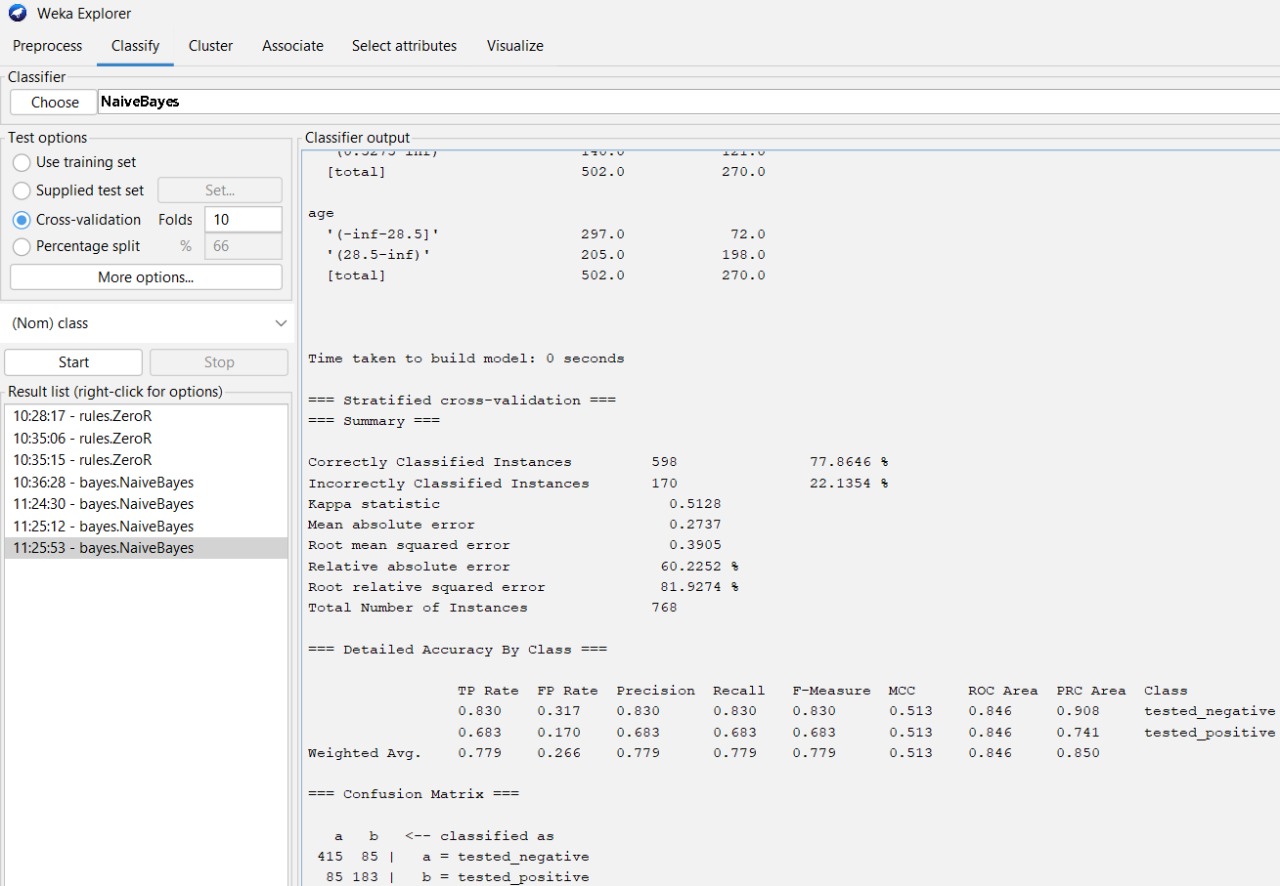 Weka Explorer
Preprocess Classify Cluster Associate Select attributes Visualize
Classifier
Choose NaiveBayes
Test options
Use training set
Supplied test set Set...
Cross-validation Folds 10
Percentage split % 66
More options...
(Nom) class
Start Stop
Result list (right-click for options)
10:28:17 - rules.ZeroR
10:35:06 - rules.ZeroR
10:35:15 - rules.ZeroR
10:36:28 - bayes.NaiveBayes
11:24:30 - bayes.NaiveBayes
11:25:12 - bayes.NaiveBayes
11:25:53 - bayes.NaiveBayes
Classifier output
[total] 502.0 270.0
age
'(-inf-28.5]' 297.0 72.0
'(28.5-inf)' 205.0 198.0
[total] 502.0 270.0
Time taken to build model: 0 seconds
=== Stratified cross-validation ===
=== Summary ===
Correctly Classified Instances 598 77.8646 %
Incorrectly Classified Instances 170 22.1354 %
Kappa statistic 0.5128
Mean absolute error 0.2737
Root mean squared error 0.3905
Relative absolute error 60.2252 %
Root relative squared error 81.9274 %
Total Number of Instances 768
=== Detailed Accuracy By Class ===
TP Rate FP Rate Precision Recall F-Measure MCC ROC Area PRC Area Class
0.830 0.317 0.830 0.830 0.830 0.513 0.846 0.908 tested_negative
0.683 0.170 0.683 0.683 0.683 0.513 0.846 0.741 tested_positive
Weighted Avg. 0.779 0.266 0.779 0.779 0.779 0.513 0.846 0.850
=== Confusion Matrix ===
a b <-- classified as
415 85 | a = tested_negative
85 183 | b = tested_positive